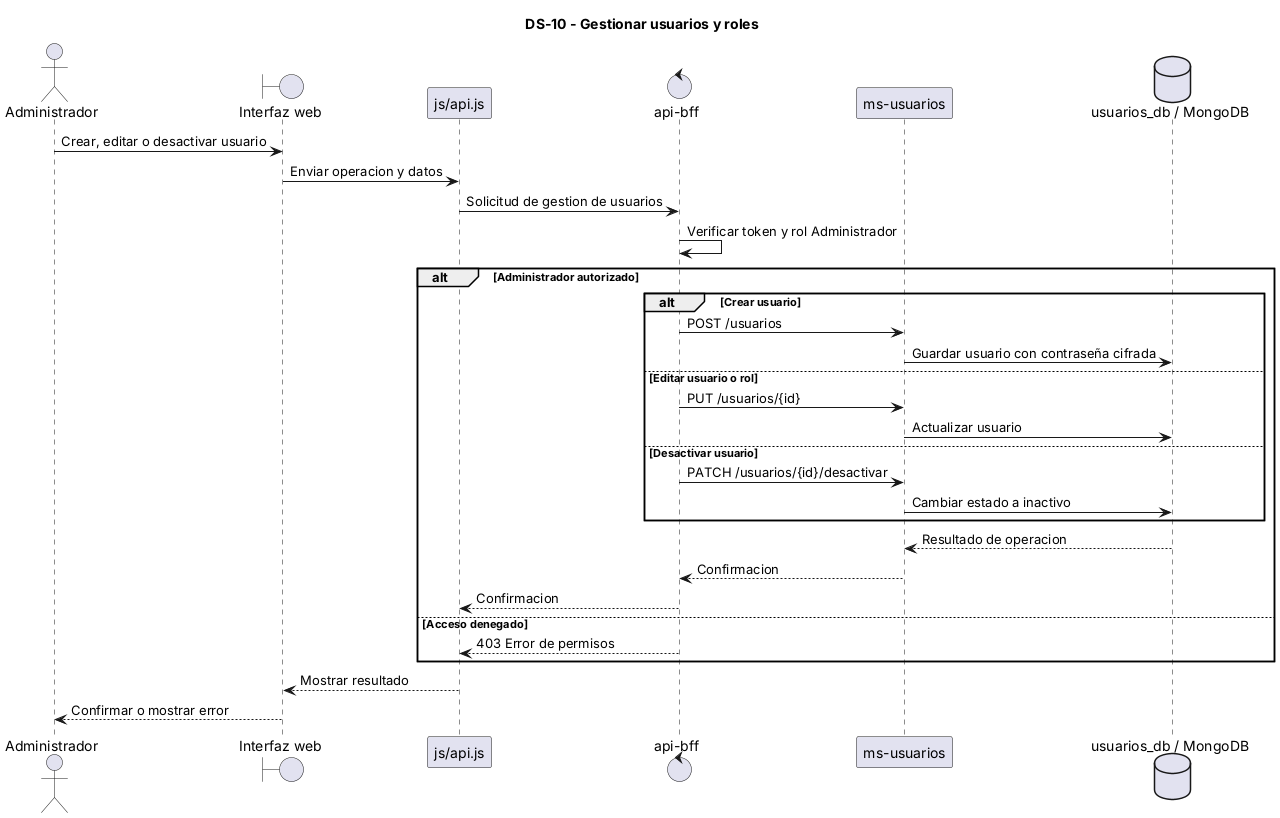 DS-10 - Gestionar usuarios y roles
Administrador
Interfaz web
js/api.js
api-bff
ms-usuarios
usuarios_db / MongoDB
Crear, editar o desactivar usuario
Enviar operacion y datos
Solicitud de gestion de usuarios
Verificar token y rol Administrador
alt [Administrador autorizado]
alt [Crear usuario]
POST /usuarios
Guardar usuario con contraseña cifrada
[Editar usuario o rol]
PUT /usuarios/{id}
Actualizar usuario
[Desactivar usuario]
PATCH /usuarios/{id}/desactivar
Cambiar estado a inactivo
Resultado de operacion
Confirmacion
Confirmacion
[Acceso denegado]
403 Error de permisos
Mostrar resultado
Confirmar o mostrar error
Administrador
Interfaz web
js/api.js
api-bff
ms-usuarios
usuarios_db / MongoDB